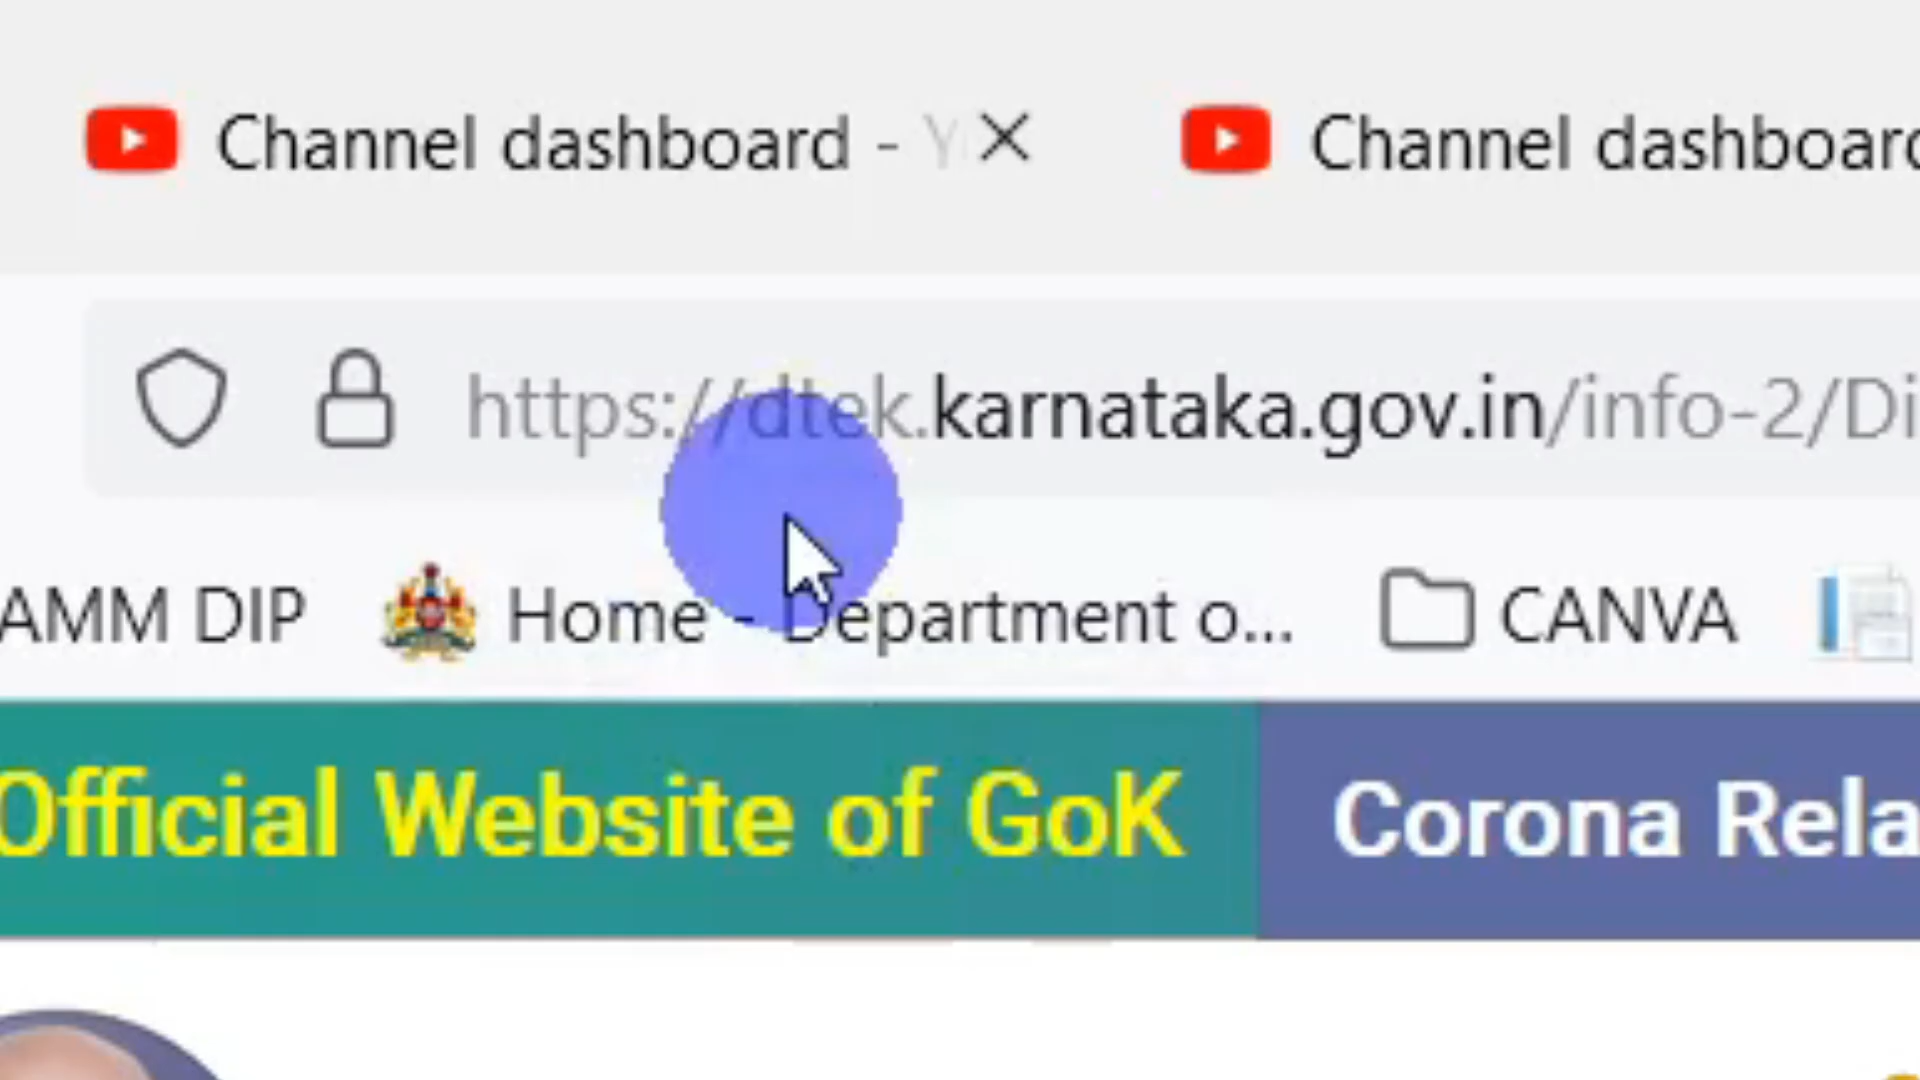 Channel dashboard - Y
Channel dashboard
https://dtek.karnataka.gov.in/info-2/Di
AMM DIP
Home - Department o...
CANVA
Official Website of GoK
Corona Rela